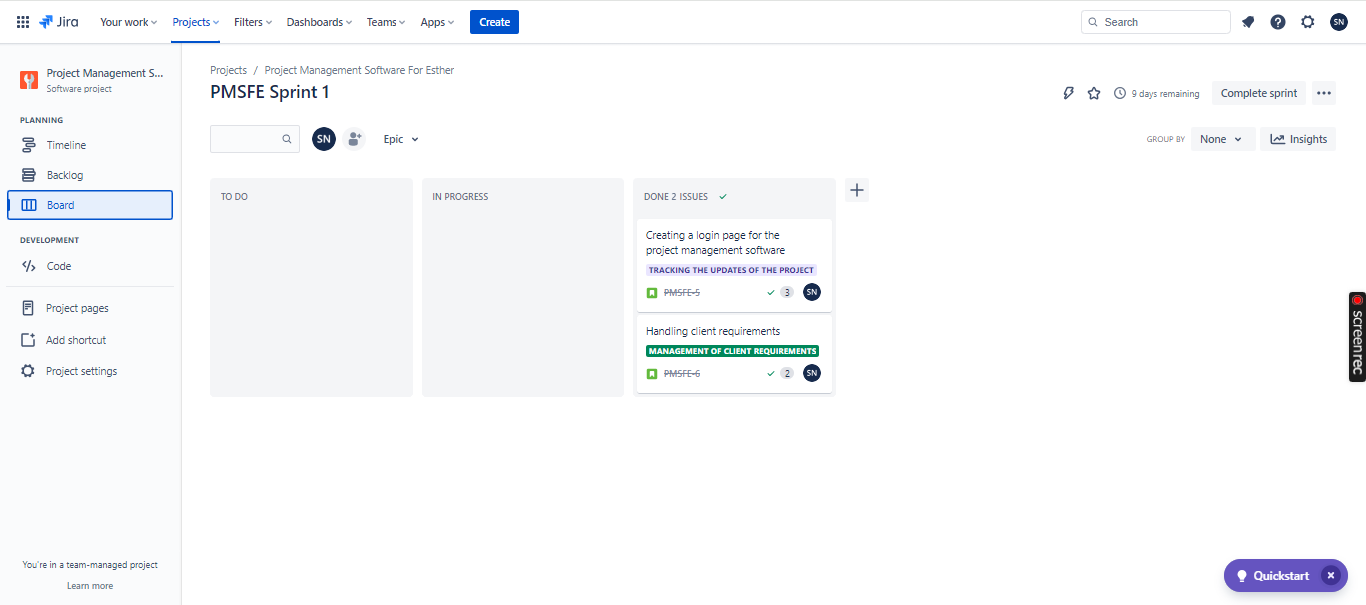 Jira Your work Projects Filters Dashboards Teams Apps Create Search SN
Project Management S...
Software project
PLANNING
Timeline
Backlog
Board
DEVELOPMENT
Code
Project pages
Add shortcut
Project settings
You're in a team-managed project
Learn more
Projects / Project Management Software For Esther
PMSFE Sprint 1
9 days remaining Complete sprint
SN Epic
GROUP BY None Insights
TO DO
IN PROGRESS
DONE 2 ISSUES
Creating a login page for the
project management software
TRACKING THE UPDATES OF THE PROJECT
PMSFE-5 3 SN
Handling client requirements
MANAGEMENT OF CLIENT REQUIREMENTS
PMSFE-6 2 SN
screenrec
Quickstart